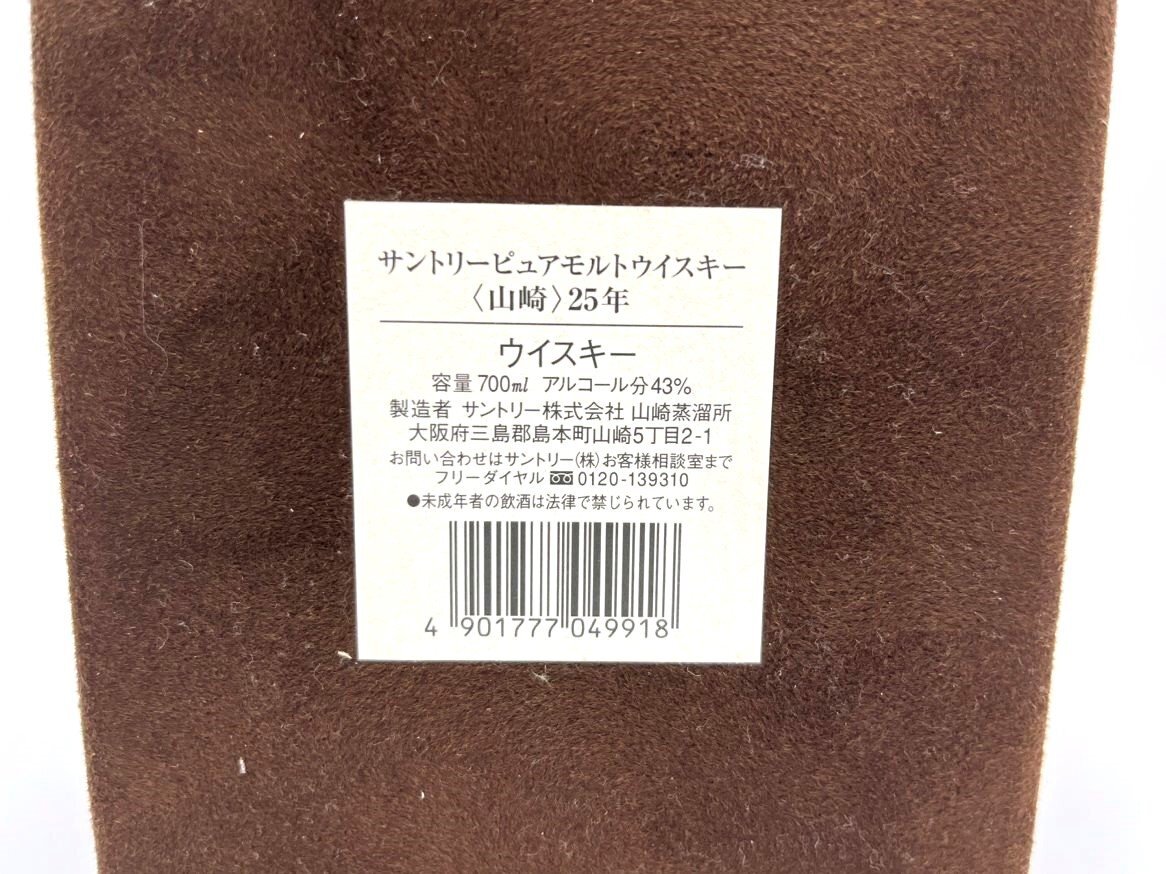 サントリーピュアモルトウイスキー
〈山崎〉25年
ウイスキー
容量 700㎖ アルコール分43%
製造者 サントリー株式会社 山崎蒸溜所
大阪府三島郡島本町山崎5丁目2-1
お問い合わせはサントリー(株)お客様相談室まで
フリーダイヤル 0120-139310
●未成年者の飲酒は法律で禁じられています。
4 901777 049918